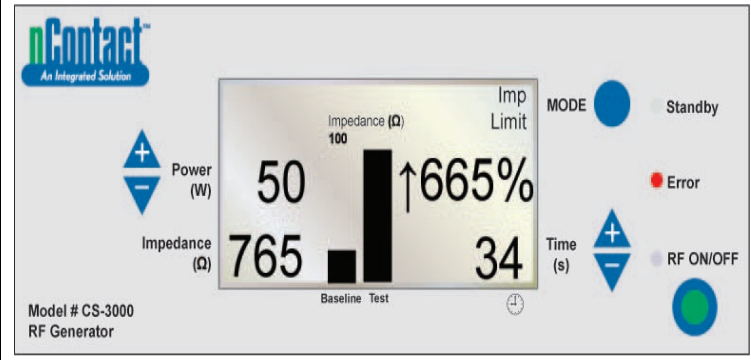 nContact™
An Integrated Solution
Imp
Limit
Impedance (Ω)
100
MODE
Standby
+
−
Power
(W)
50
↑665%
Error
Impedance
(Ω)
765
34
Time
(s)
+
−
RF ON/OFF
Baseline Test
Model # CS-3000
RF Generator